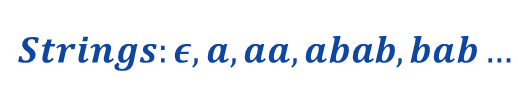 Strings: ϵ, a, aa, abab, bab ...